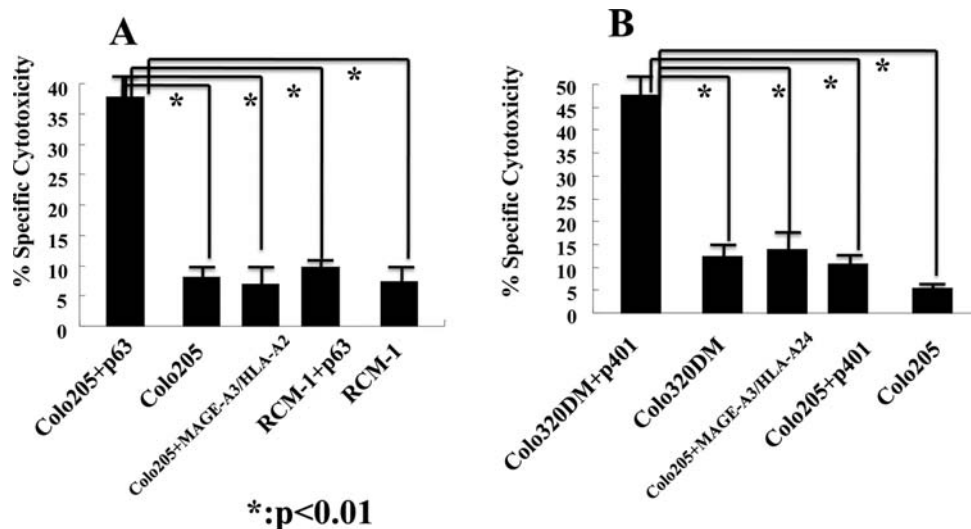 A
% Specific Cytotoxicity
40
35
30
25
20
15
10
5
0
*
*
*
*
Colo205+p63
Colo205
Colo205+MAGE-A3/HLA-A2
RCM-1+p63
RCM-1
B
% Specific Cytotoxicity
50
45
40
35
30
25
20
15
10
5
0
*
*
*
*
Colo320DM+p401
Colo320DM
Colo205+MAGE-A3/HLA-A24
Colo205+p401
Colo205
*:p<0.01